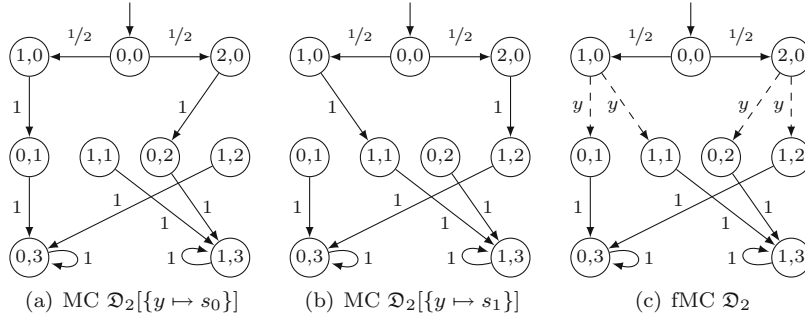 1/2 1/2 1/2 1/2 1/2 1/2
1,0 0,0 2,0 1,0 0,0 2,0 1,0 0,0 2,0
1 1 1 1 y y y y
0,1 1,1 0,2 1,2 0,1 1,1 0,2 1,2 0,1 1,1 0,2 1,2
1 1 1 1 1 1 1 1 1 1 1 1
0,3 1 1 1,3 0,3 1 1 1,3 0,3 1 1 1,3
(a) MC 𝔇₂[{y ↦ s₀}] (b) MC 𝔇₂[{y ↦ s₁}] (c) fMC 𝔇₂